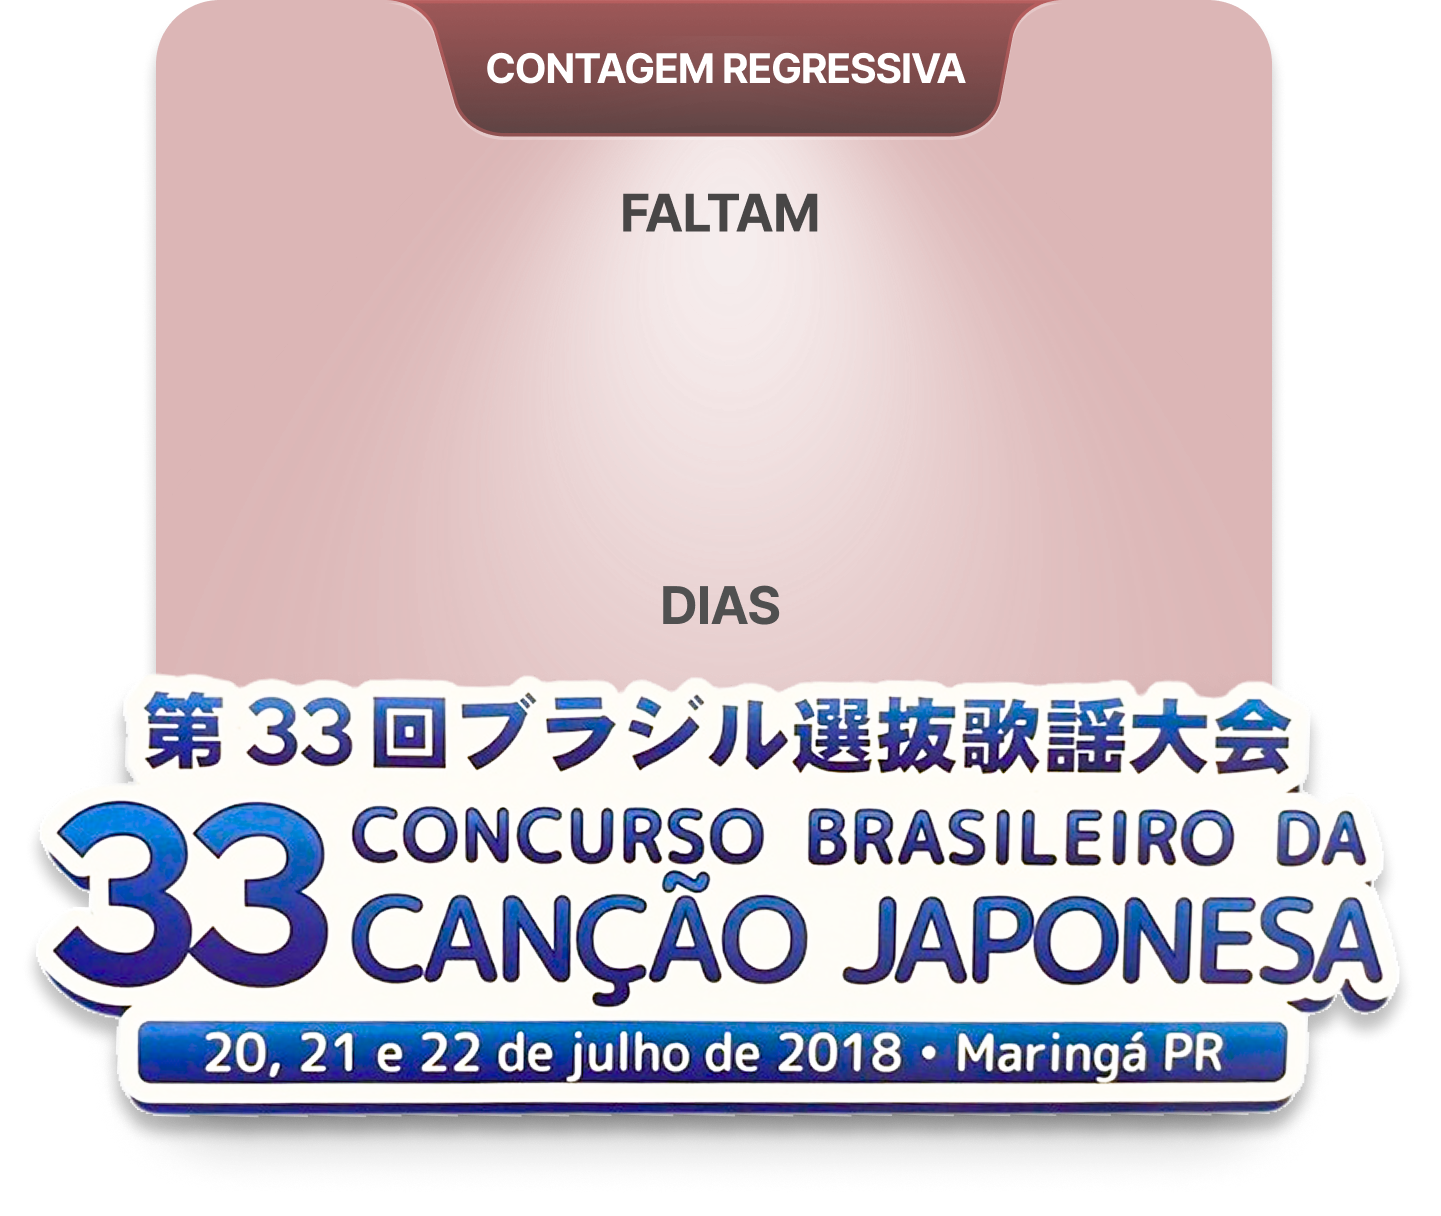 CONTAGEM REGRESSIVA
FALTAM
DIAS
第33回ブラジル選抜歌謡大会
33 CONCURSO BRASILEIRO DA
CANÇÃO JAPONESA
20, 21 e 22 de julho de 2018 • Maringá PR